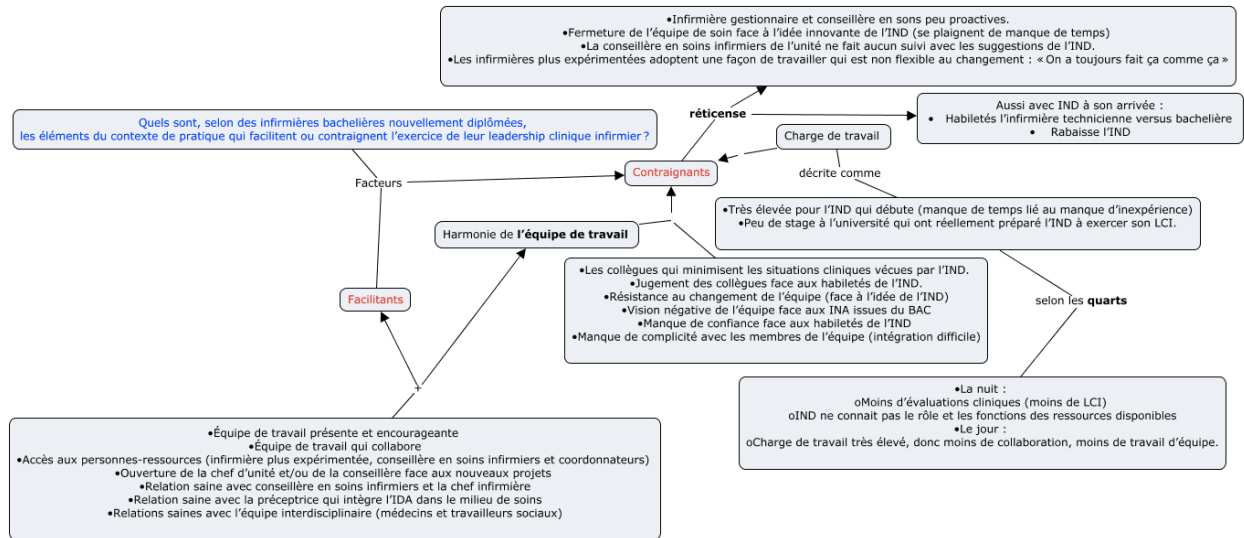 •Infirmière gestionnaire et conseillère en sons peu proactives.
•Fermeture de l'équipe de soin face à l'idée innovante de l'IND (se plaignent de manque de temps)
•La conseillère en soins infirmiers de l'unité ne fait aucun suivi avec les suggestions de l'IND.
•Les infirmières plus expérimentées adoptent une façon de travailler qui est non flexible au changement : « On a toujours fait ça comme ça »
réticense
Aussi avec IND à son arrivée :
• Habiletés l'infirmière technicienne versus bachelière
• Rabaisse l'IND
Quels sont, selon des infirmières bachelières nouvellement diplômées,
les éléments du contexte de pratique qui facilitent ou contraignent l'exercice de leur leadership clinique infirmier ?
Charge de travail
Facteurs
Contraignants
décrite comme
•Très élevée pour l'IND qui débute (manque de temps lié au manque d'inexpérience)
•Peu de stage à l'université qui ont réellement préparé l'IND à exercer son LCI.
Harmonie de l'équipe de travail
•Les collègues qui minimisent les situations cliniques vécues par l'IND.
•Jugement des collègues face aux habiletés de l'IND.
•Résistance au changement de l'équipe (face à l'idée de l'IND)
•Vision négative de l'équipe face aux INA issues du BAC
•Manque de confiance face aux habiletés de l'IND
•Manque de complicité avec les membres de l'équipe (intégration difficile)
Facilitants
selon les quarts
+
•La nuit :
oMoins d'évaluations cliniques (moins de LCI)
oIND ne connait pas le rôle et les fonctions des ressources disponibles
•Le jour :
oCharge de travail très élevé, donc moins de collaboration, moins de travail d'équipe.
•Équipe de travail présente et encourageante
•Équipe de travail qui collabore
•Accès aux personnes-ressources (infirmière plus expérimentée, conseillère en soins infirmiers et coordonnateurs)
•Ouverture de la chef d'unité et/ou de la conseillère face aux nouveaux projets
•Relation saine avec conseillère en soins infirmiers et la chef infirmière
•Relation saine avec la préceptrice qui intègre l'IDA dans le milieu de soins
•Relations saines avec l'équipe interdisciplinaire (médecins et travailleurs sociaux)